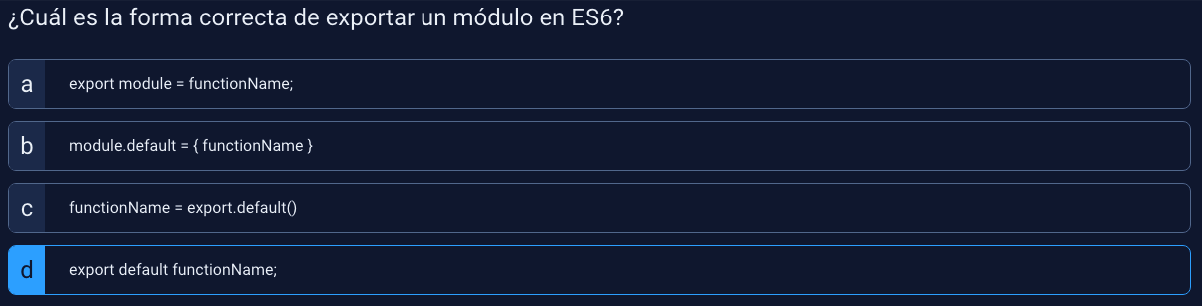 ¿Cuál es la forma correcta de exportar un módulo en ES6?
a export module = functionName;
b module.default = { functionName }
c functionName = export.default()
d export default functionName;